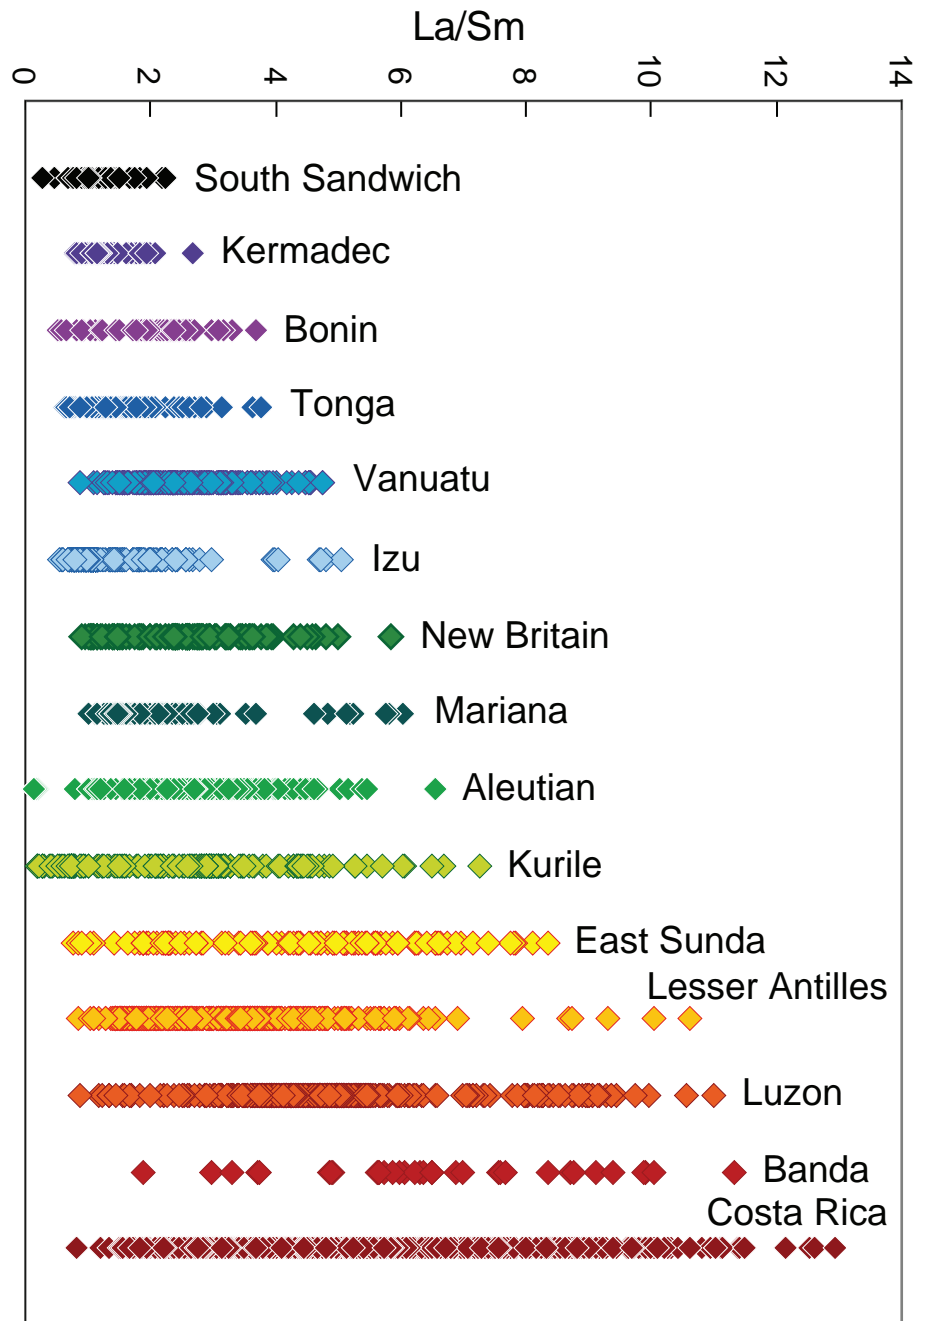 La/Sm
0 2 4 6 8 10 12 14
South Sandwich
Kermadec
Bonin
Tonga
Vanuatu
Izu
New Britain
Mariana
Aleutian
Kurile
East Sunda
Lesser Antilles
Luzon
Banda
Costa Rica